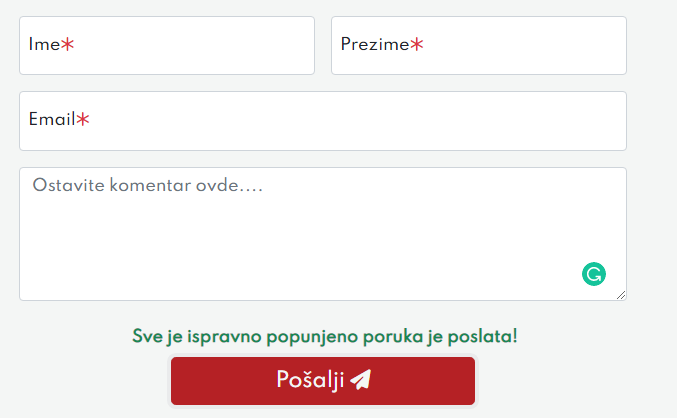 Ime*
Prezime*
Email*
Ostavite komentar ovde....
Sve je ispravno popunjeno poruka je poslata!
Pošalji